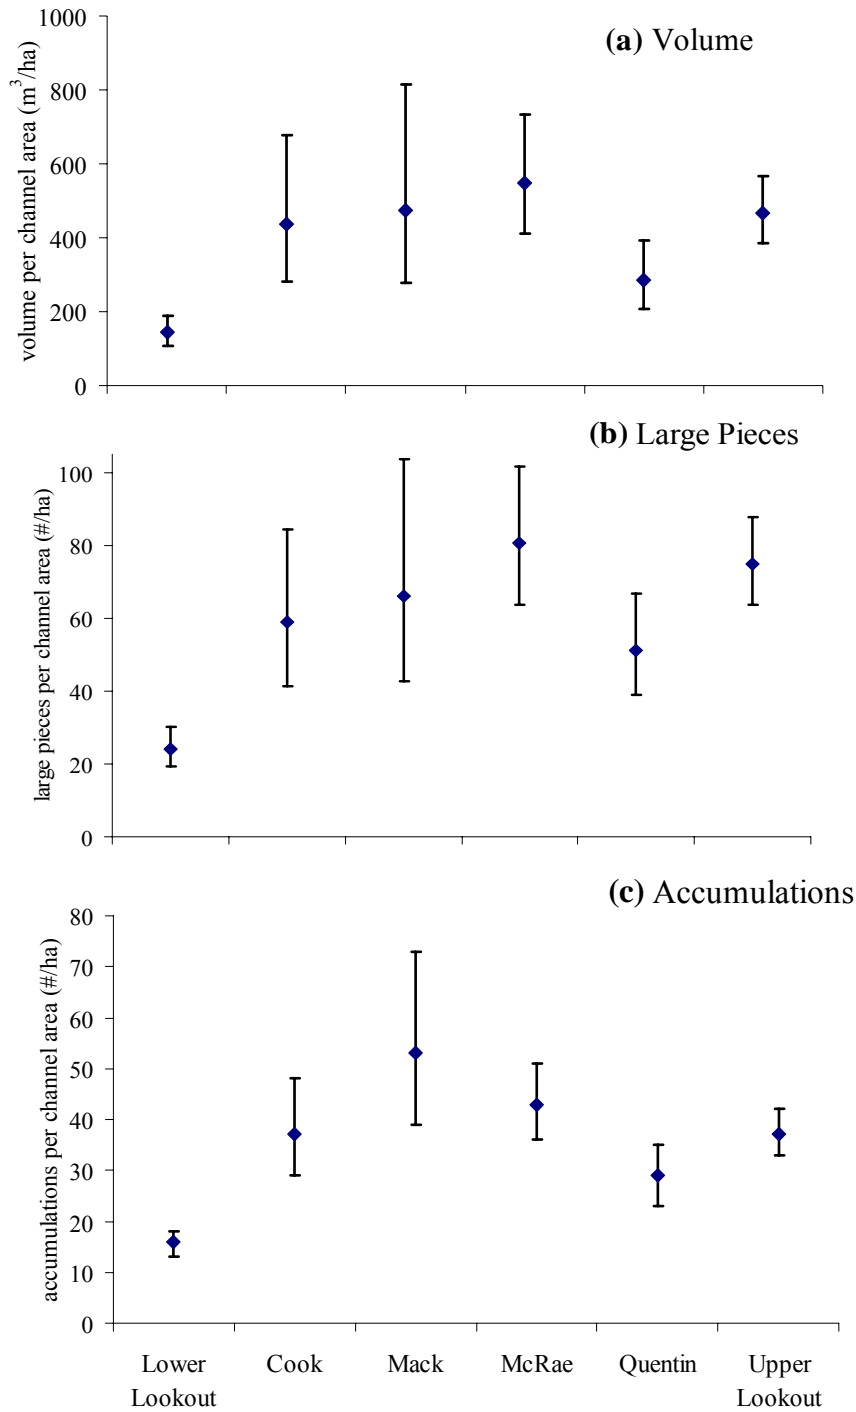 (a) Volume
volume per channel area (m³/ha)
1000
800
600
400
200
0
(b) Large Pieces
large pieces per channel area (#/ha)
100
80
60
40
20
0
(c) Accumulations
accumulations per channel area (#/ha)
80
70
60
50
40
30
20
10
0
Lower Cook Mack McRae Quentin Upper
Lookout Lookout